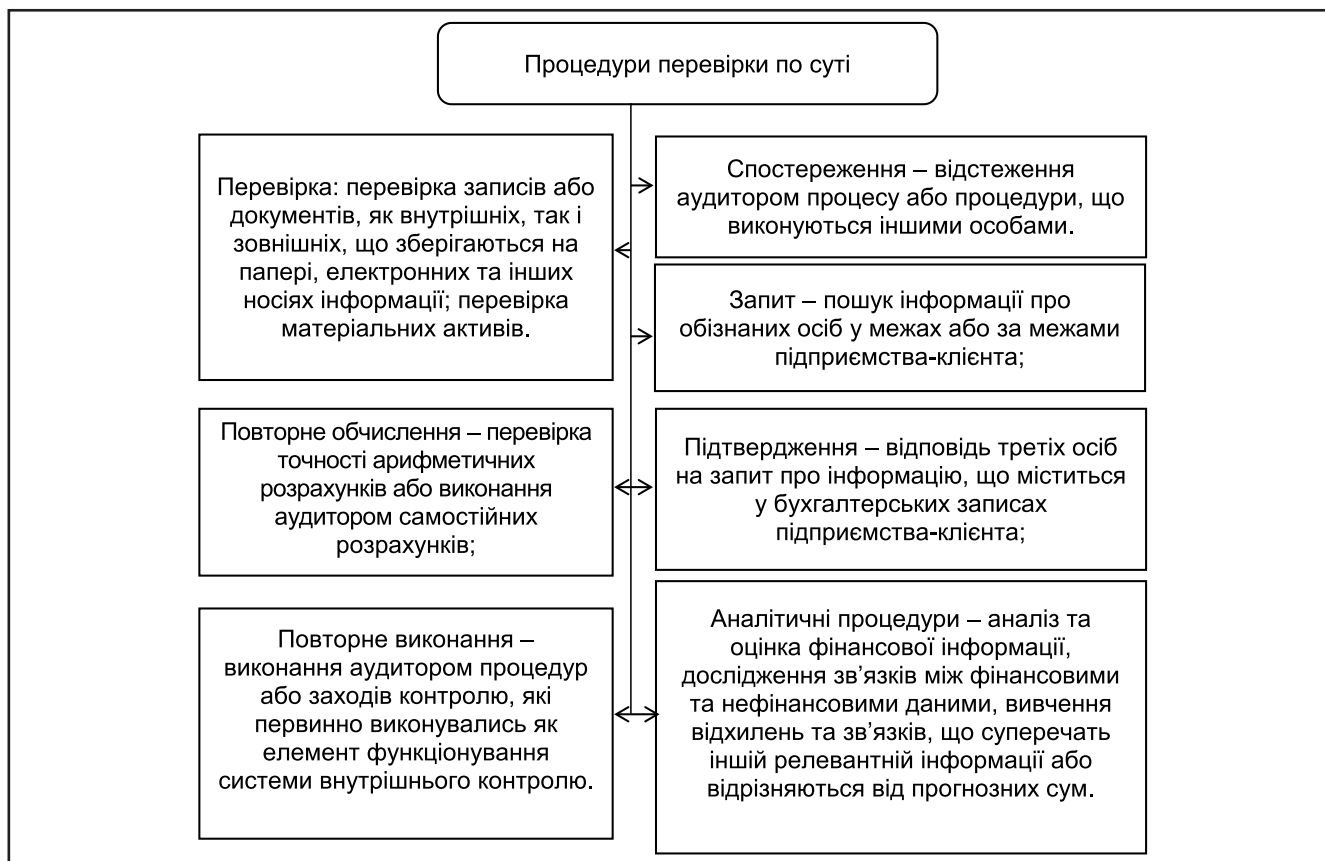 Процедури перевірки по суті
Перевірка: перевірка записів або
документів, як внутрішніх, так і
зовнішніх, що зберігаються на
папері, електронних та інших
носіях інформації; перевірка
матеріальних активів.
Спостереження – відстеження
аудитором процесу або процедури, що
виконуються іншими особами.
Запит – пошук інформації про
обізнаних осіб у межах або за межами
підприємства-клієнта;
Повторне обчислення – перевірка
точності арифметичних
розрахунків або виконання
аудитором самостійних
розрахунків;
Підтвердження – відповідь третіх осіб
на запит про інформацію, що міститься
у бухгалтерських записах
підприємства-клієнта;
Повторне виконання –
виконання аудитором процедур
або заходів контролю, які
первинно виконувались як
елемент функціонування
системи внутрішнього контролю.
Аналітичні процедури – аналіз та
оцінка фінансової інформації,
дослідження зв’язків між фінансовими
та нефінансовими даними, вивчення
відхилень та зв’язків, що суперечать
іншій релевантній інформації або
відрізняються від прогнозних сум.